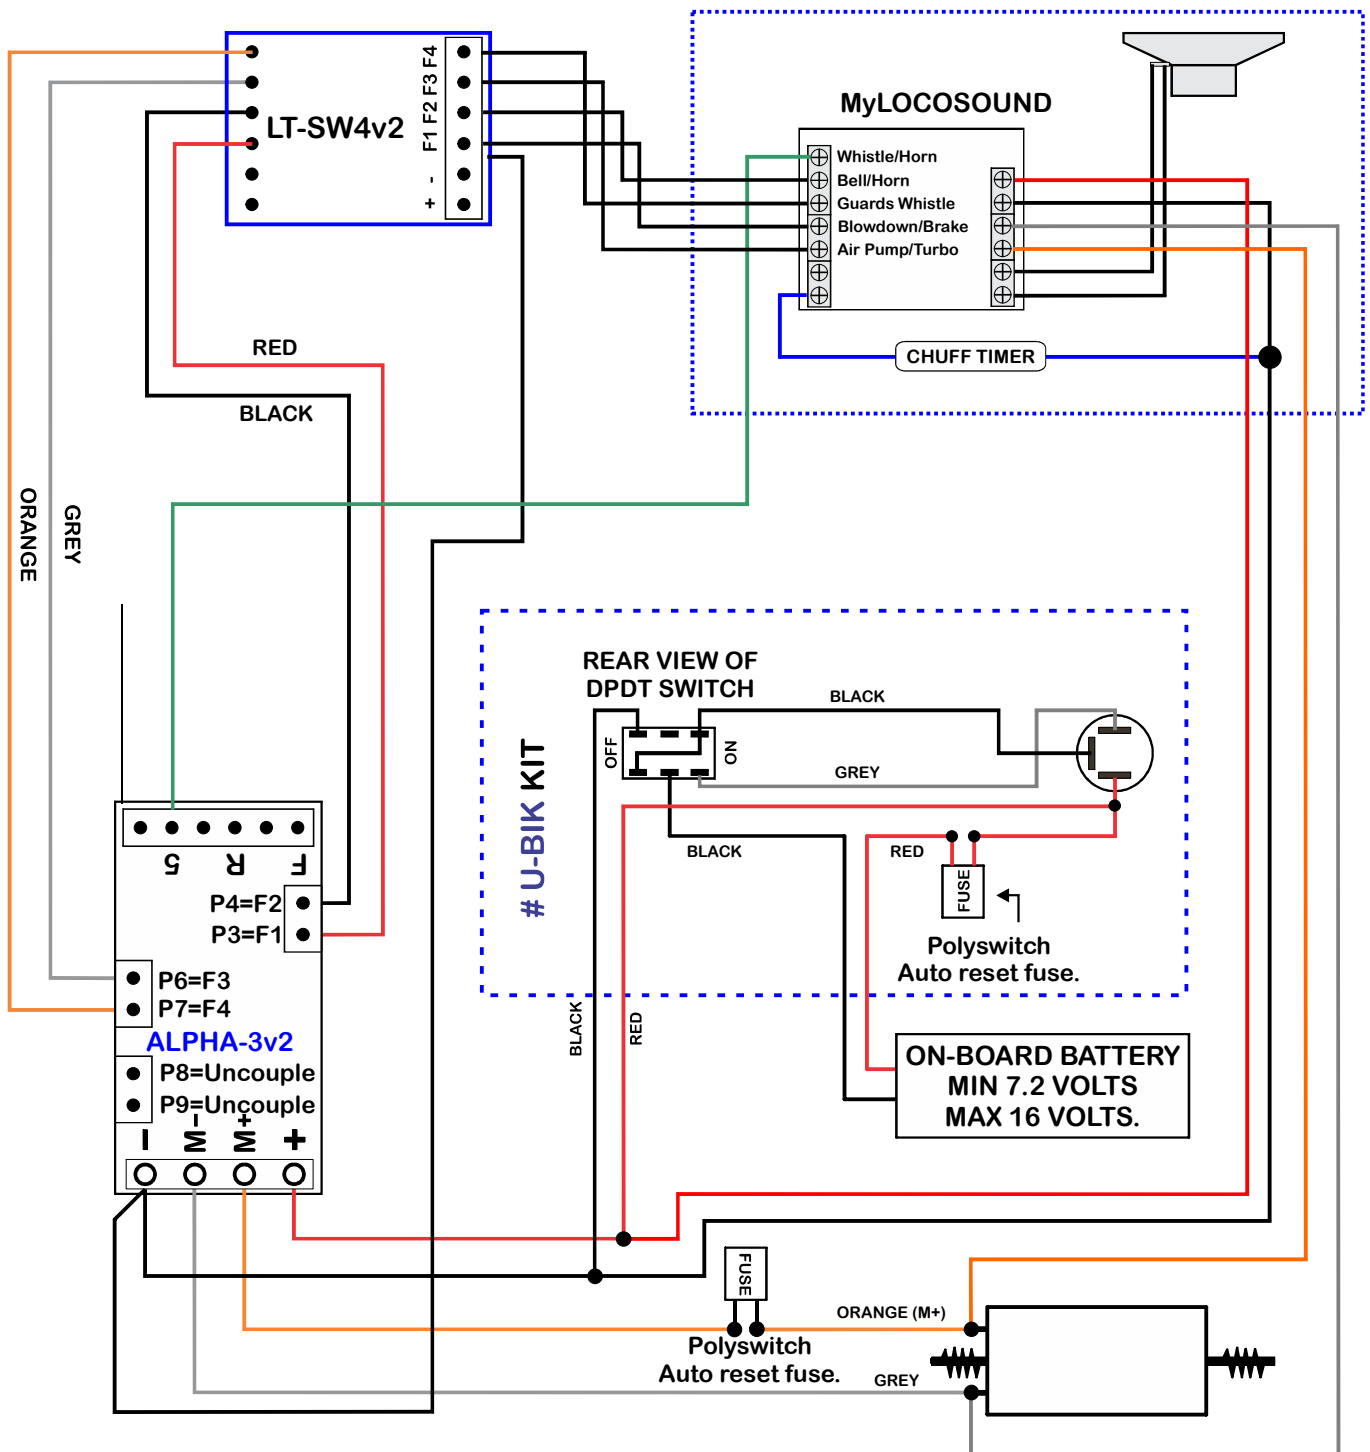 LT-SW4v2
F4
F3
F2
F1
-
+
MyLOCOSOUND
Whistle/Horn
Bell/Horn
Guards Whistle
Blowdown/Brake
Air Pump/Turbo
CHUFF TIMER
RED
BLACK
ORANGE
GREY
REAR VIEW OF
DPDT SWITCH
OFF
ON
BLACK
GREY
BLACK
RED
FUSE
# U-BIK KIT
Polyswitch
Auto reset fuse.
BLACK
RED
ON-BOARD BATTERY
MIN 7.2 VOLTS
MAX 16 VOLTS.
5 R F
P4=F2
P3=F1
P6=F3
P7=F4
ALPHA-3v2
P8=Uncouple
P9=Uncouple
- M- M+ +
FUSE
Polyswitch
Auto reset fuse.
ORANGE (M+)
GREY